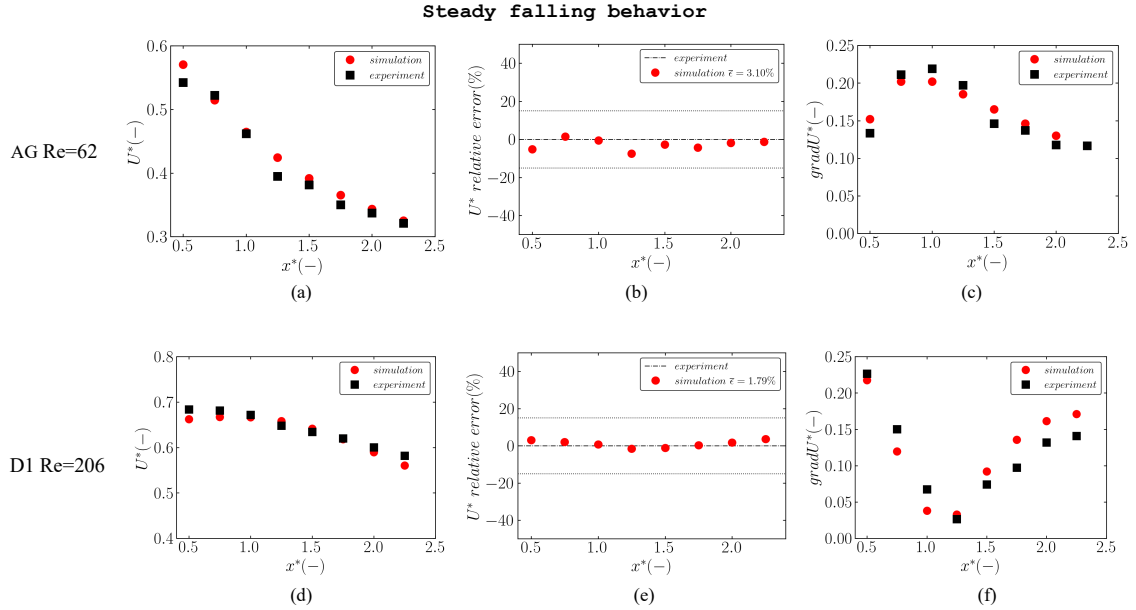 Steady falling behavior
AG Re=62
0.6
0.5
0.4
0.3
U*(−)
0.5 1.0 1.5 2.0 2.5
x*(−)
simulation
experiment
(a)
40
20
0
−20
−40
U* relative error(%)
0.5 1.0 1.5 2.0
x*(−)
experiment
simulation ε̄ = 3.10%
(b)
0.25
0.20
0.15
0.10
0.05
0.00
gradU*(−)
0.5 1.0 1.5 2.0 2.5
x*(−)
simulation
experiment
(c)
D1 Re=206
0.8
0.7
0.6
0.5
0.4
U*(−)
0.5 1.0 1.5 2.0 2.5
x*(−)
simulation
experiment
(d)
40
20
0
−20
−40
U* relative error(%)
0.5 1.0 1.5 2.0
x*(−)
experiment
simulation ε̄ = 1.79%
(e)
0.25
0.20
0.15
0.10
0.05
0.00
gradU*(−)
0.5 1.0 1.5 2.0 2.5
x*(−)
simulation
experiment
(f)